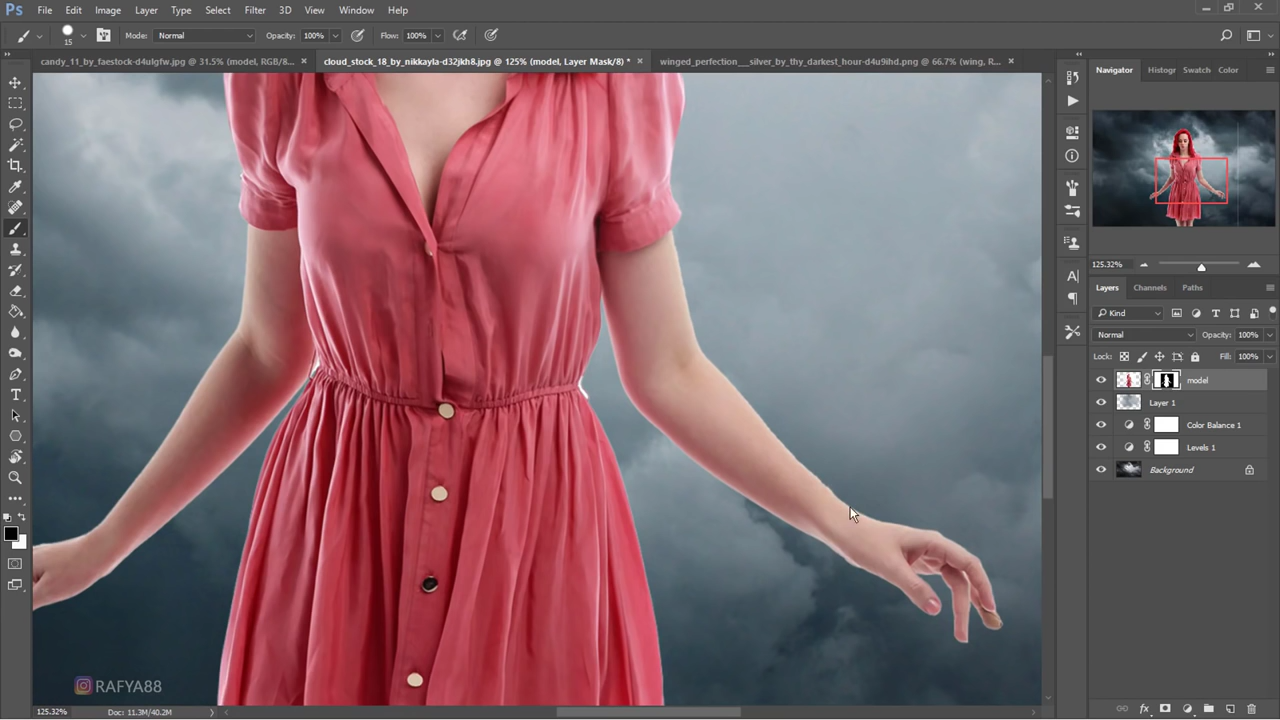 Ps File Edit Image Layer Type Select Filter 3D View Window Help
15 Mode: Normal Opacity: 100% Flow: 100%
candy_11_by_faestock-d4ulgfw.jpg @ 31.5% (model, RGB/8... × cloud_stock_18_by_nikkayla-d32jkh8.jpg @ 125% (model, Layer Mask/8) * × winged_perfection___silver_by_thy_darkest_hour-d4u9ihd.png @ 66.7% (wing, R... ×
Navigator Histogr Swatch Color
125.32%
Layers Channels Paths
Kind
Normal Opacity: 100%
Lock: Fill: 100%
model
Layer 1
Color Balance 1
Levels 1
Background
RAFYA88
125.32% Doc: 11.3M/40.2M